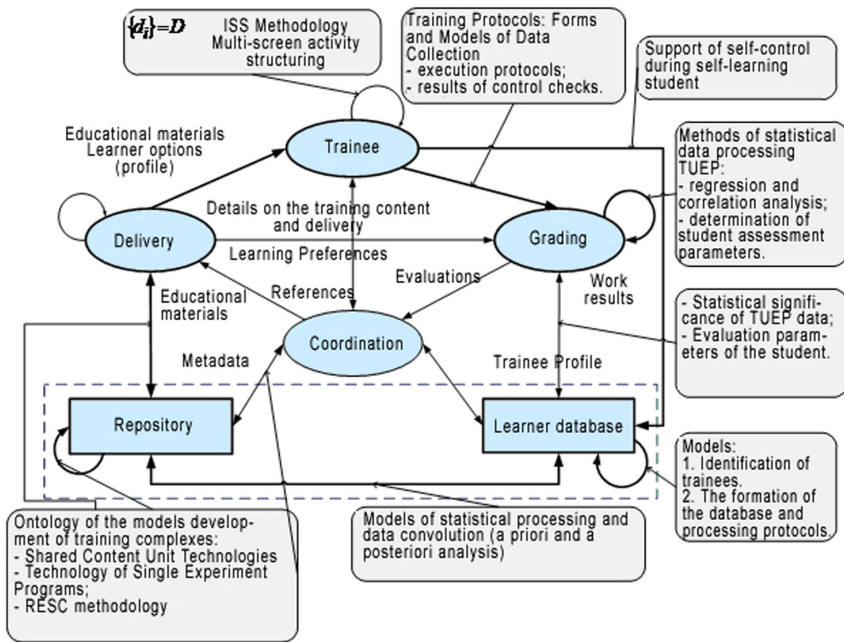 {d_i}=D
ISS Methodology
Multi-screen activity
structuring
Training Protocols: Forms
and Models of Data
Collection
- execution protocols;
- results of control checks.
Support of self-control
during self-learning
student
Educational materials
Learner options
(profile)
Trainee
Methods of statistical
data processing
TUEP:
- regression and
correlation analysis;
- determination of
student assessment
parameters.
Delivery
Details on the training content
and delivery
Grading
Learning Preferences
Evaluations
Work
results
Educational
materials
References
- Statistical signifi-
cance of TUEP data;
- Evaluation param-
eters of the student.
Coordination
Metadata
Trainee Profile
Repository
Learner database
Models:
1. Identification of
trainees.
2. The formation of
the database and
processing protocols.
Ontology of the models develop-
ment of training complexes:
- Shared Content Unit Technologies
- Technology of Single Experiment
Programs;
- RESC methodology
Models of statistical processing and
data convolution (a priori and a
posteriori analysis)